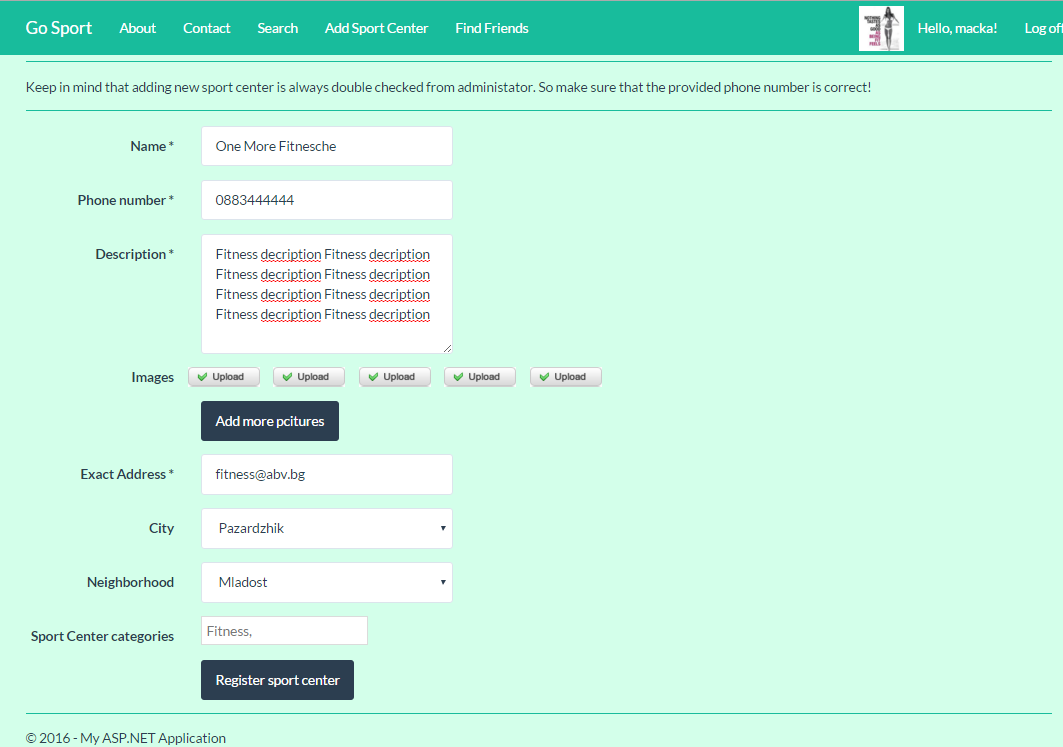 Go Sport About Contact Search Add Sport Center Find Friends Hello, macka! Log off
Keep in mind that adding new sport center is always double checked from administator. So make sure that the provided phone number is correct!
Name * One More Fitnesche
Phone number * 0883444444
Description * Fitness decription Fitness decription
Fitness decription Fitness decription
Fitness decription Fitness decription
Fitness decription Fitness decription
Images Upload Upload Upload Upload Upload
Add more pcitures
Exact Address * fitness@abv.bg
City Pazardzhik
Neighborhood Mladost
Sport Center categories Fitness,
Register sport center
© 2016 - My ASP.NET Application